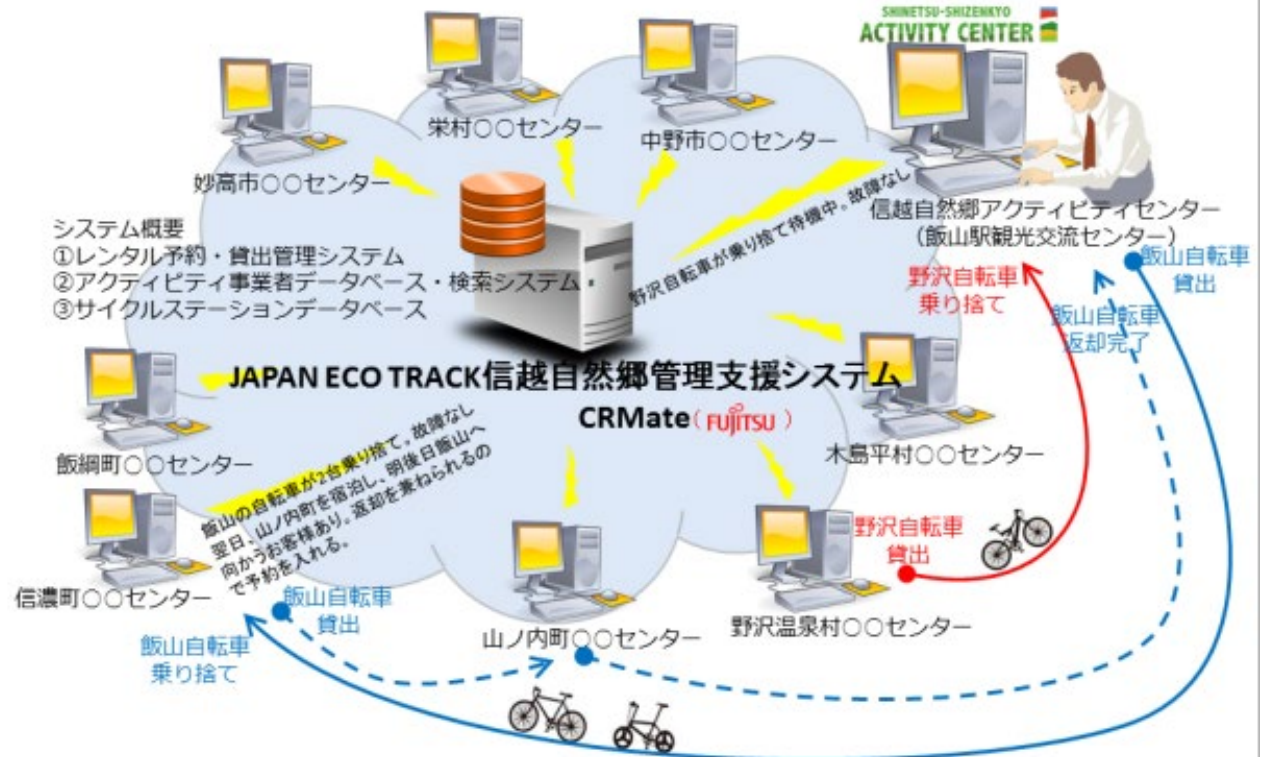 SHINETSU-SHIZENKYO
ACTIVITY CENTER
栄村○○センター
中野市○○センター
妙高市○○センター
信越自然郷アクティビティセンター
(飯山駅観光交流センター)
システム概要
①レンタル予約・貸出管理システム
②アクティビティ事業者データベース・検索システム
③サイクルステーションデータベース
野沢自転車が乗り捨て待機中。故障なし
野沢自転車
乗り捨て
飯山自転車
貸出
飯山自転車
返却完了
JAPAN ECO TRACK信越自然郷管理支援システム
CRMate(FUJITSU)
飯綱町○○センター
木島平村○○センター
飯山の自転車が2台乗り捨て。故障なし
翌日、山ノ内町を宿泊し、明後日飯山へ
向かうお客様あり。返却を兼ねられるの
で予約を入れる。
野沢自転車
貸出
信濃町○○センター
飯山自転車
貸出
山ノ内町○○センター
野沢温泉村○○センター
飯山自転車
乗り捨て